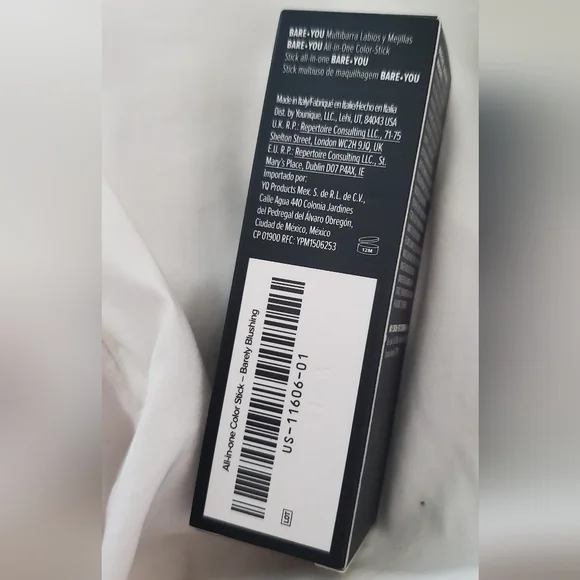 BARE+YOU Multibarra Labios y Mejillas
BARE+YOU All-in-One Color-Stick
Stick all-in-one BARE+YOU
Stick multiuso de maquilhagem BARE+YOU
Made in Italy/Fabriqué en Italie/Hecho en Italia
Dist. by Younique, LLC., Lehi, UT, 84043 USA
U.K. R.P.: Repertoire Consulting LLC., 71-75
Shelton Street, London WC2H 9JQ, UK
E.U. R.P.: Repertoire Consulting LLC., St.
Mary's Place, Dublin D07 P4AX, IE
Importado por:
YQ Products Mex. S. de R.L. de C.V.,
Calle Agua 440 Colonia Jardines
del Pedregal del Álvaro Obregón,
Ciudad de México, México
CP 01900 RFC: YPM1506253
12M
All-in-one Color Stick – Barely Blushing
US-11606-01